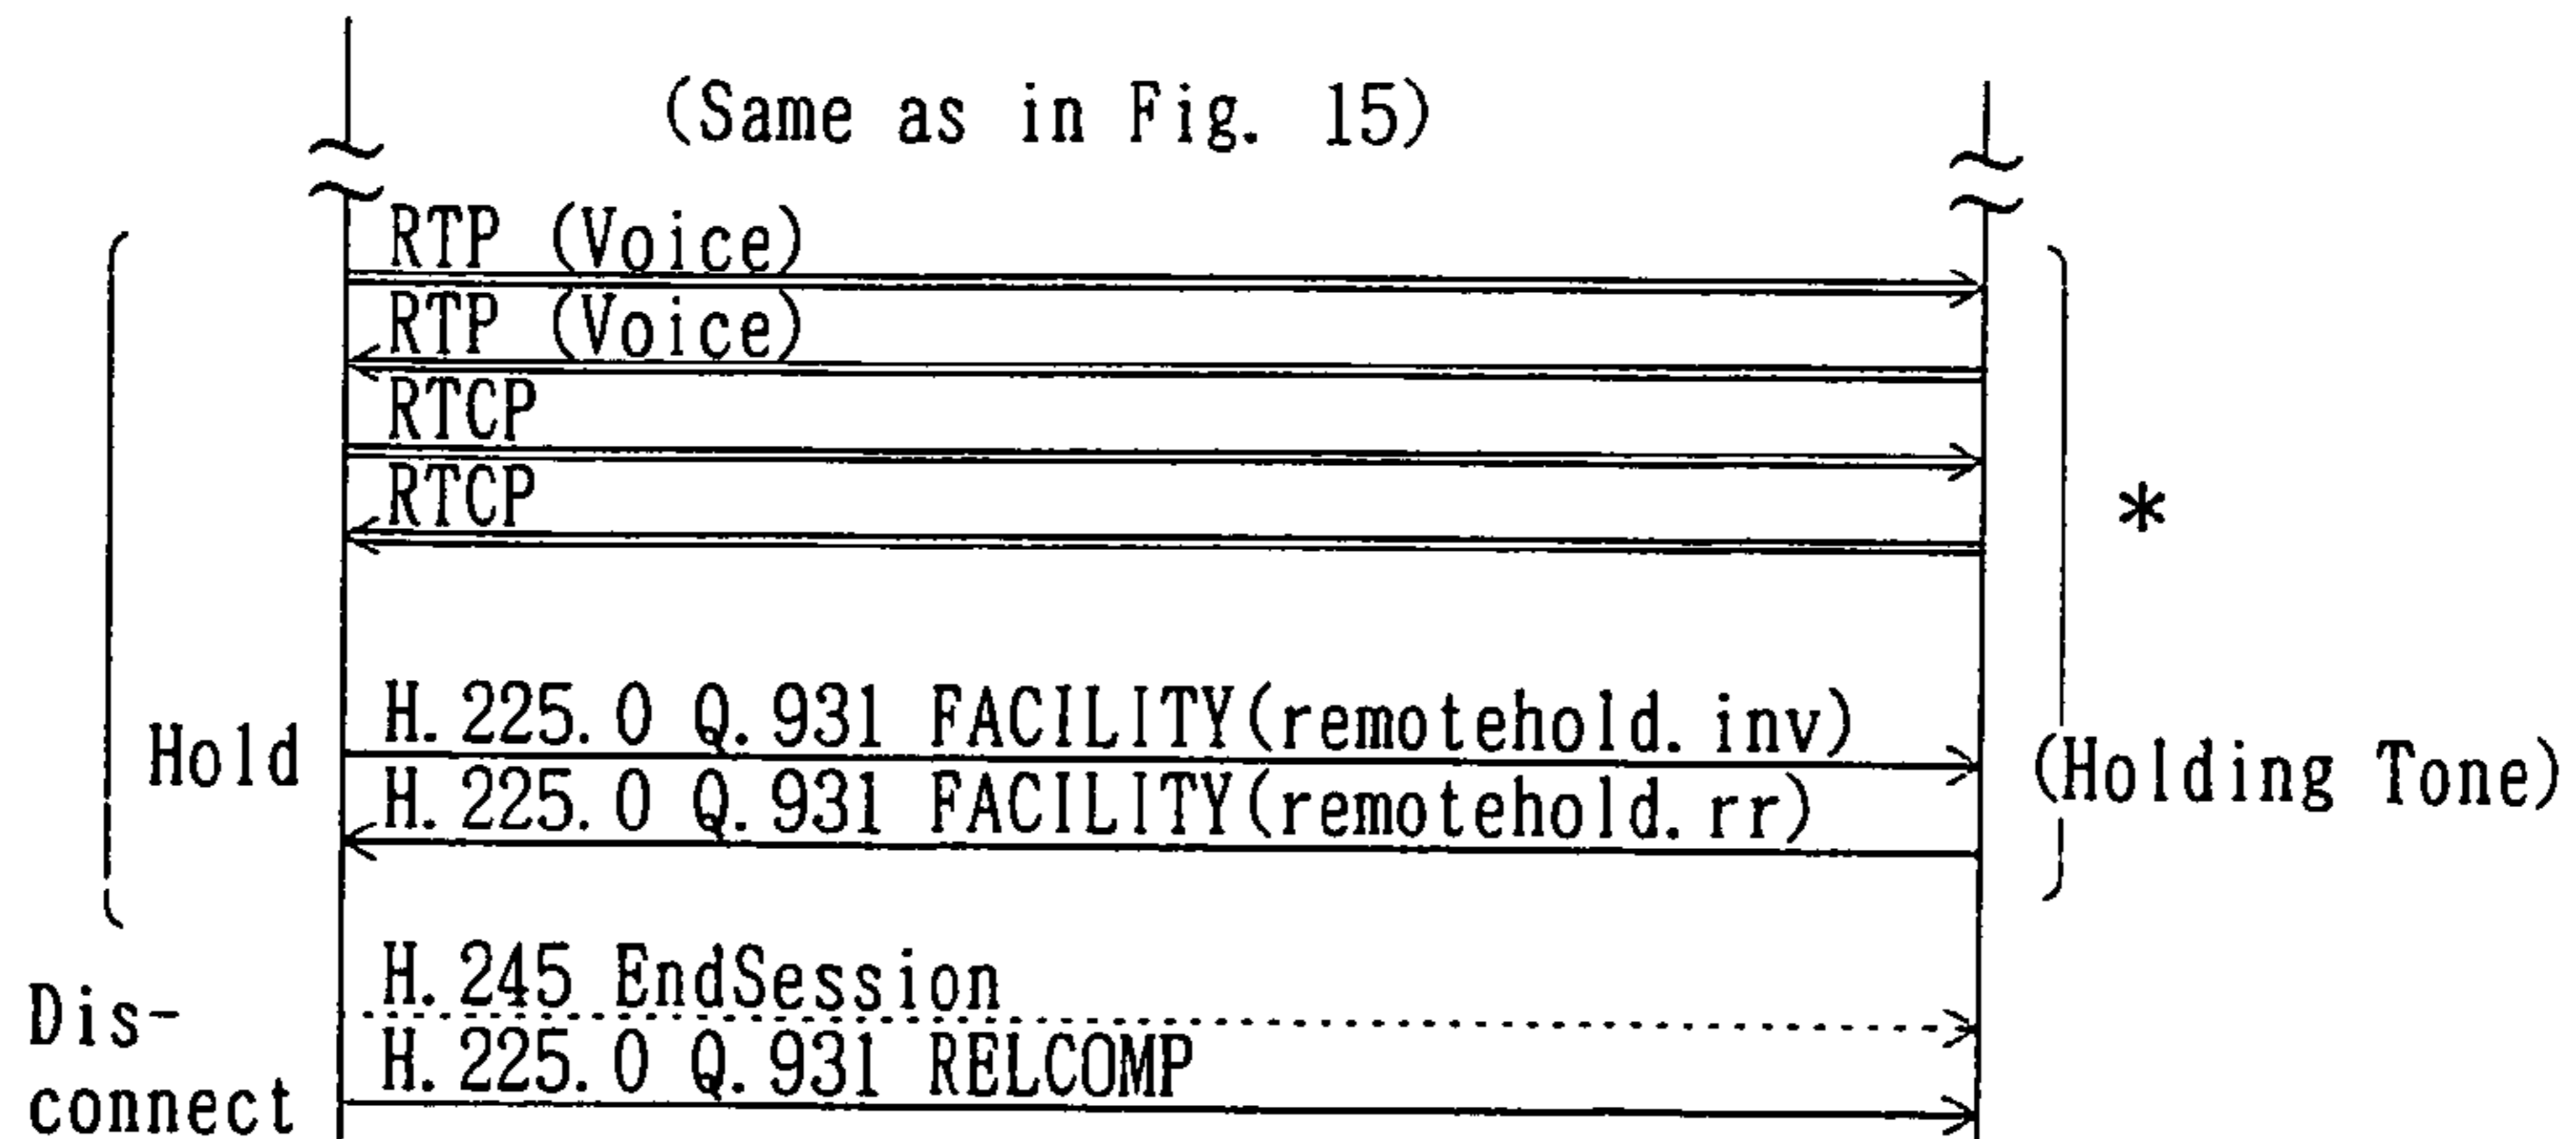 (Same as in Fig. 15)
RTP (Voice)
RTP (Voice)
RTCP
RTCP
*
H.225.0 Q.931 FACILITY(remotehold.inv)
Hold
(Holding Tone)
H.225.0 Q.931 FACILITY(remotehold.rr)
H.245 EndSession
Dis-
connect
H.225.0 Q.931 RELCOMP